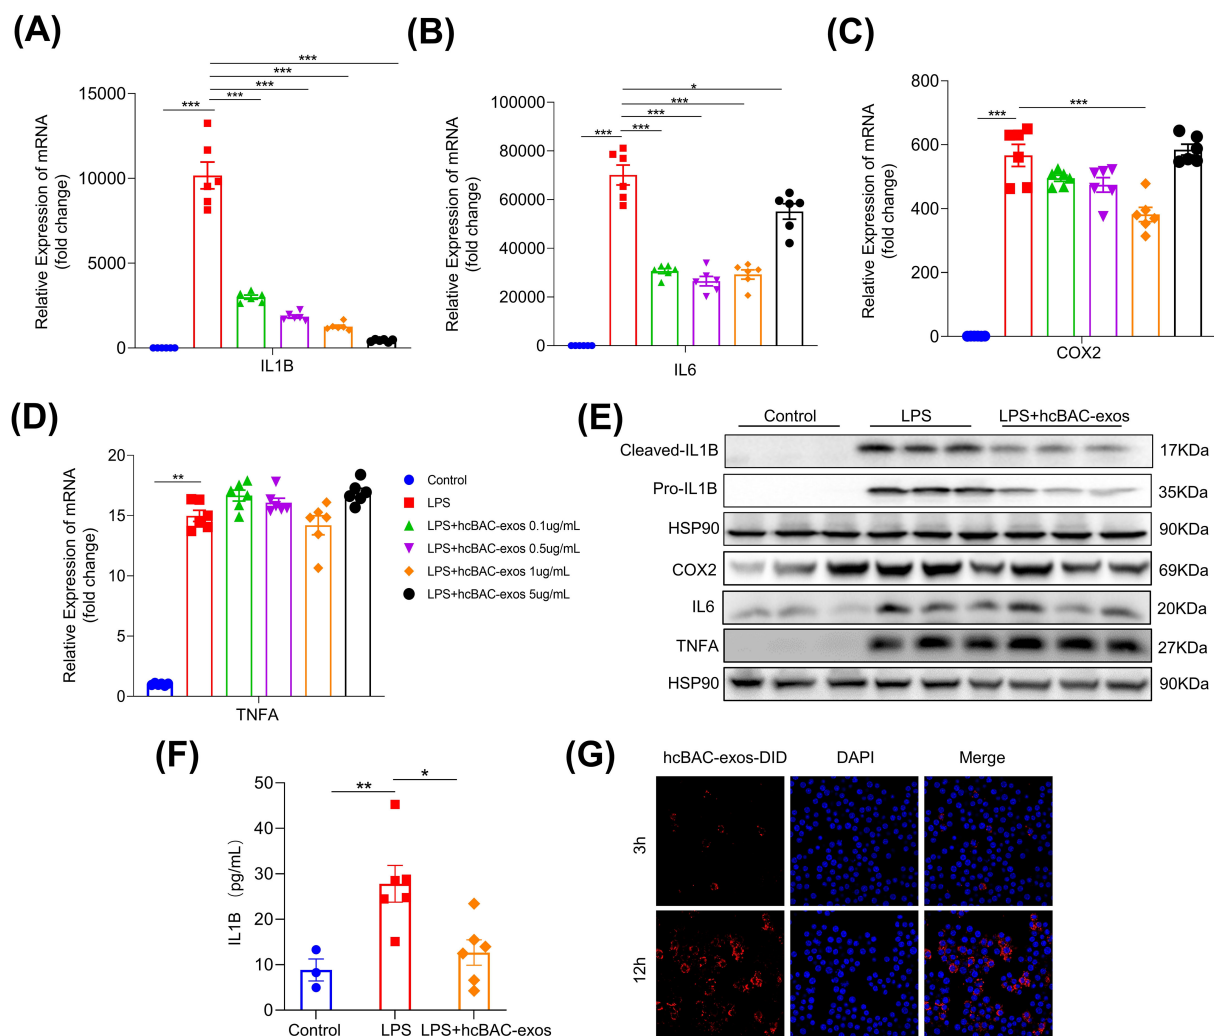 (A)
Relative Expression of mRNA
(fold change)
15000
10000
5000
0
***
***
***
***
***
IL1B
(B)
Relative Expression of mRNA
(fold change)
100000
80000
60000
40000
20000
0
*
***
***
***
***
IL6
(C)
Relative Expression of mRNA
(fold change)
800
600
400
200
0
***
***
COX2
(D)
Relative Expression of mRNA
(fold change)
20
15
10
5
0
**
TNFA
Control
LPS
LPS+hcBAC-exos 0.1ug/mL
LPS+hcBAC-exos 0.5ug/mL
LPS+hcBAC-exos 1ug/mL
LPS+hcBAC-exos 5ug/mL
(E)
Control LPS LPS+hcBAC-exos
Cleaved-IL1B 17KDa
Pro-IL1B 35KDa
HSP90 90KDa
COX2 69KDa
IL6 20KDa
TNFA 27KDa
HSP90 90KDa
(F)
IL1B （pg/mL）
50
40
30
20
10
0
**
*
Control LPS LPS+hcBAC-exos
(G)
hcBAC-exos-DID DAPI Merge
3h
12h